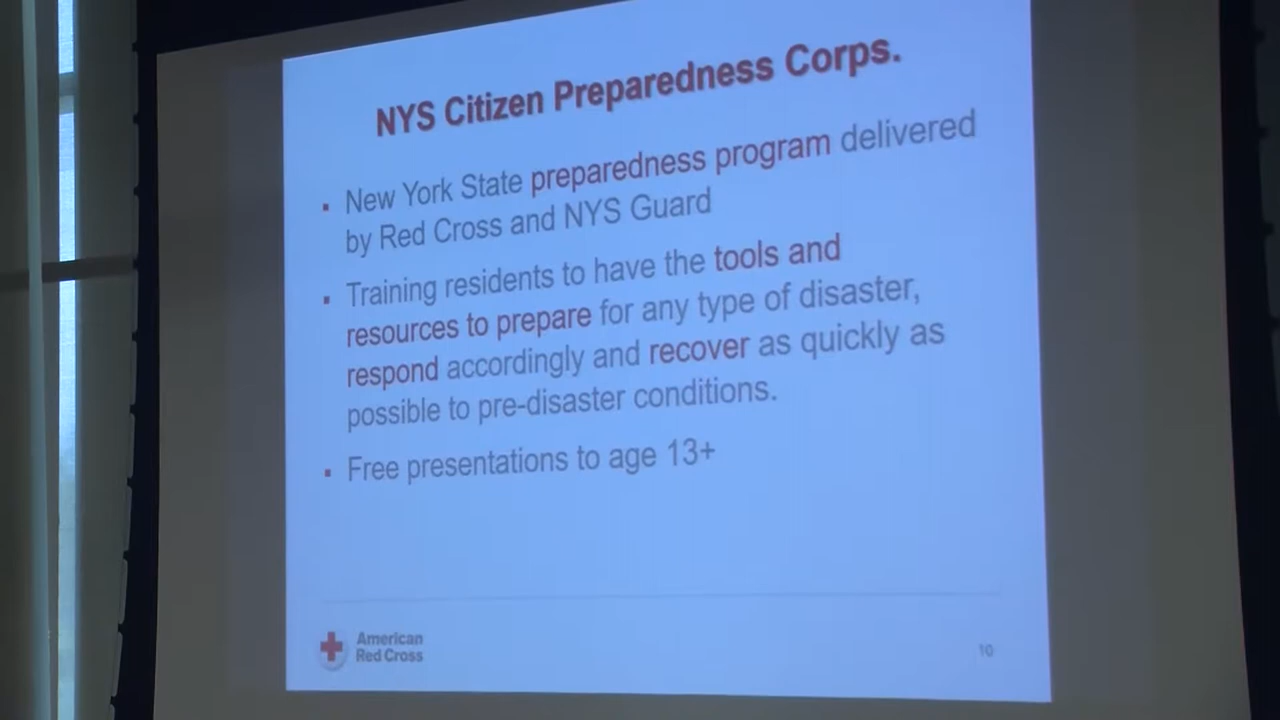 NYS Citizen Preparedness Corps.
▪ New York State preparedness program delivered
by Red Cross and NYS Guard
▪ Training residents to have the tools and
resources to prepare for any type of disaster,
respond accordingly and recover as quickly as
possible to pre-disaster conditions.
▪ Free presentations to age 13+
American
Red Cross
10